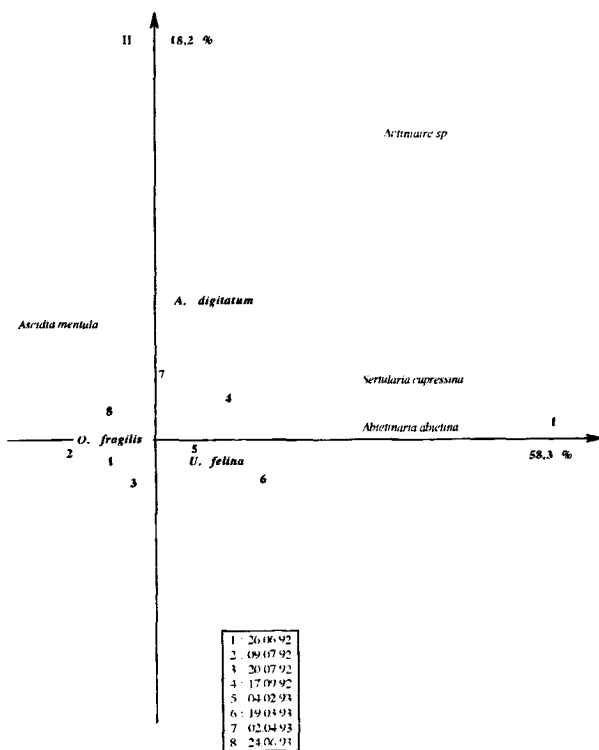 II 18,2 %
Actiniaire sp
A. digitatum
Ascidia mentula
7
Sertularia cupressina
4
8
1
Abietinaria abietina
O. fragilis
5
2
58,3 %
1
U. felina
6
3
1 : 26.06.92
2 : 09.07.92
3 : 20.07.92
4 : 17.09.92
5 : 04.02.93
6 : 19.03.93
7 : 02.04.93
8 : 24.06.93